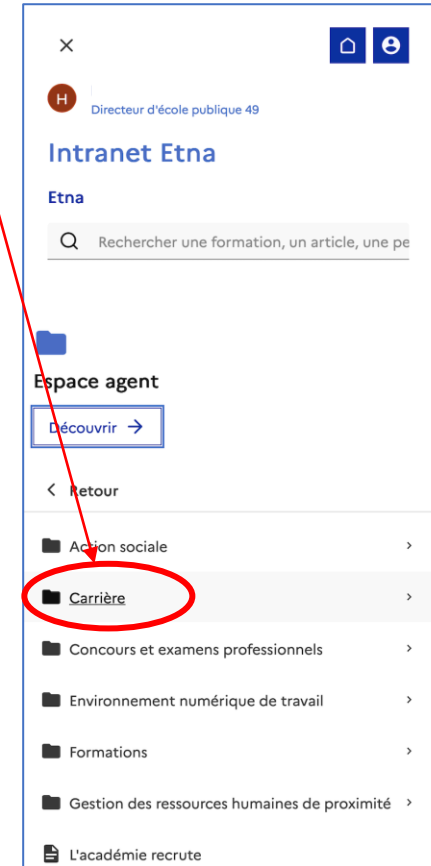 H
Directeur d'école publique 49
Intranet Etna
Etna
Rechercher une formation, un article, une pe
Espace agent
Découvrir →
Retour
Action sociale
Carrière
Concours et examens professionnels
Environnement numérique de travail
Formations
Gestion des ressources humaines de proximité
L'académie recrute